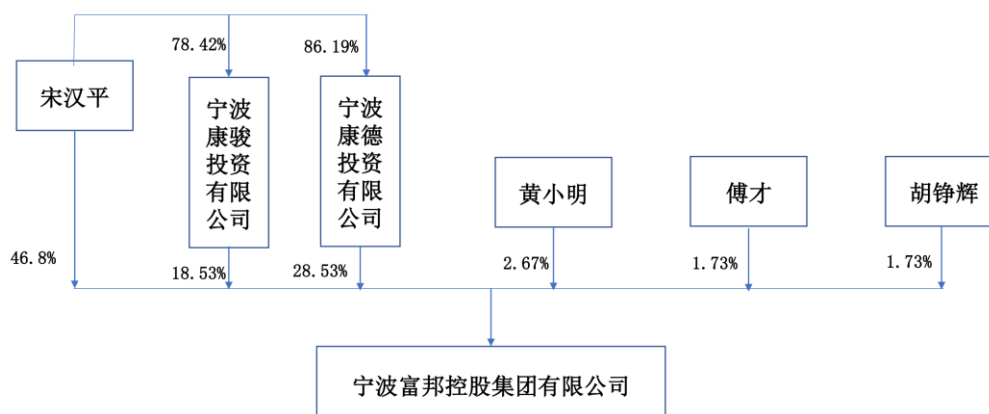 78.42%
86.19%
宋汉平
宁波
康骏
投资
有限
公司
宁波
康德
投资
有限
公司
黄小明
傅才
胡铮辉
46.8%
18.53%
28.53%
2.67%
1.73%
1.73%
宁波富邦控股集团有限公司